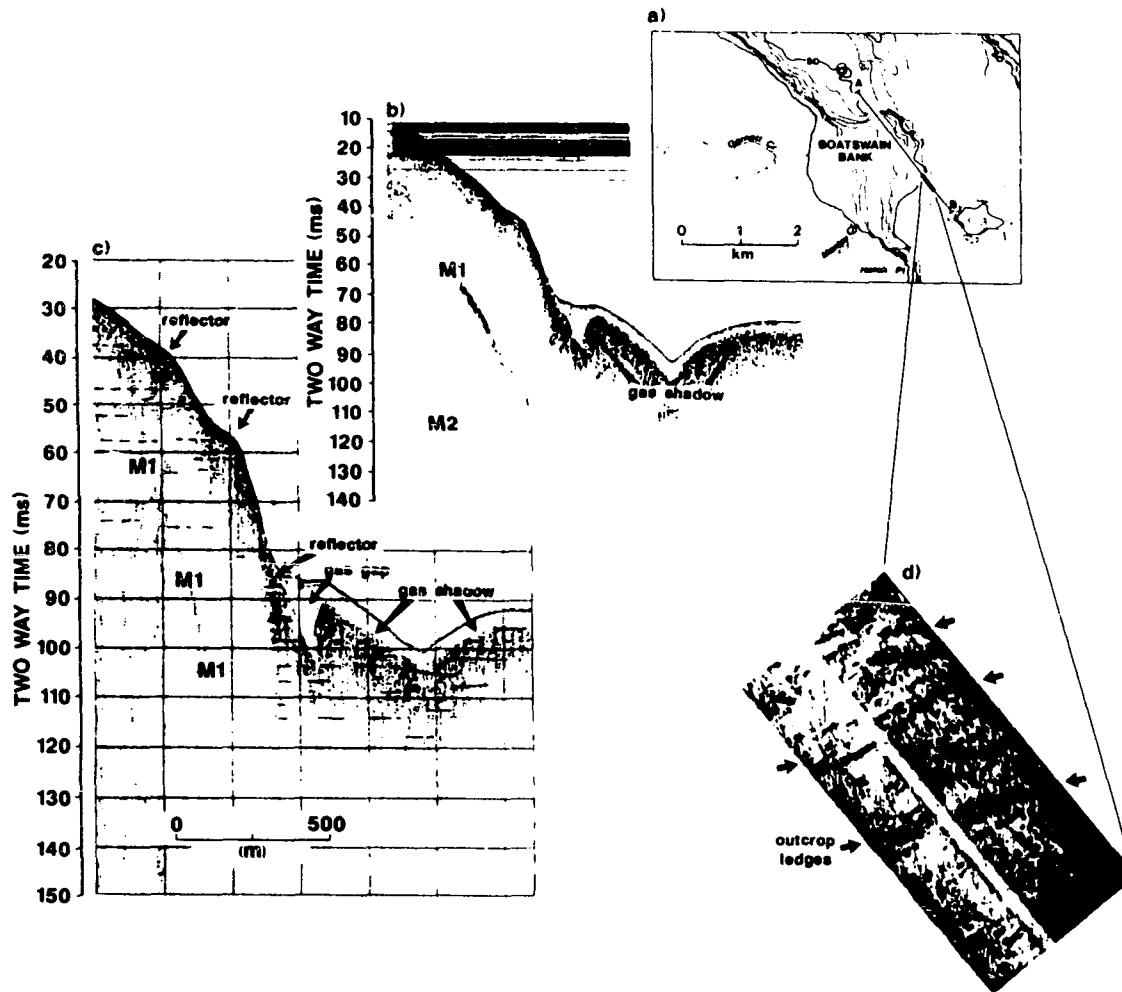 a)
50
A
BOATSWAIN
BANK
B
0 1 2
km
b)
TWO WAY TIME (ms)
10
20
30
40
50
60
70
80
90
100
110
120
130
140
M1
M2
gas shadow
c)
TWO WAY TIME (ms)
20
30
40
50
60
70
80
90
100
110
120
130
140
150
reflector
reflector
M1
reflector
gas gap
gas shadow
M1
M1
0 500
(m)
d)
outcrop
ledges